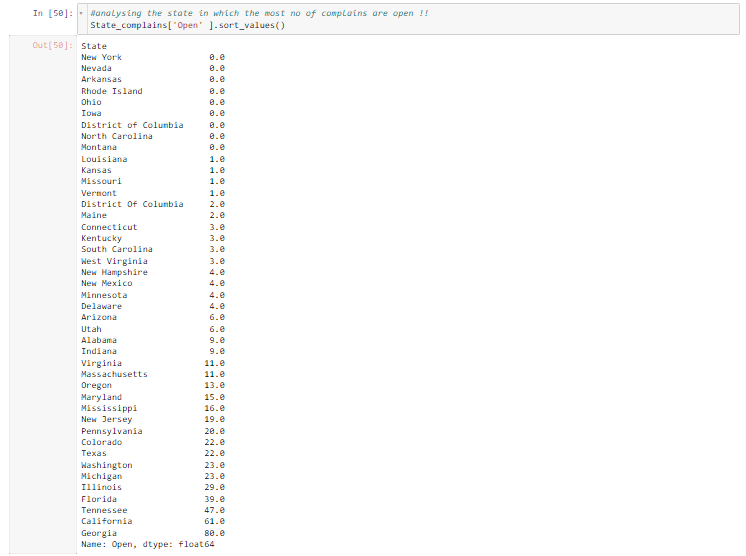 In [50]: #analysing the state in which the most no of complains are open !!
State_complains['Open' ].sort_values()
Out[50]: State
New York 0.0
Nevada 0.0
Arkansas 0.0
Rhode Island 0.0
Ohio 0.0
Iowa 0.0
District of Columbia 0.0
North Carolina 0.0
Montana 0.0
Louisiana 1.0
Kansas 1.0
Missouri 1.0
Vermont 1.0
District Of Columbia 2.0
Maine 2.0
Connecticut 3.0
Kentucky 3.0
South Carolina 3.0
West Virginia 3.0
New Hampshire 4.0
New Mexico 4.0
Minnesota 4.0
Delaware 4.0
Arizona 6.0
Utah 6.0
Alabama 9.0
Indiana 9.0
Virginia 11.0
Massachusetts 11.0
Oregon 13.0
Maryland 15.0
Mississippi 16.0
New Jersey 19.0
Pennsylvania 20.0
Colorado 22.0
Texas 22.0
Washington 23.0
Michigan 23.0
Illinois 29.0
Florida 39.0
Tennessee 47.0
California 61.0
Georgia 80.0
Name: Open, dtype: float64